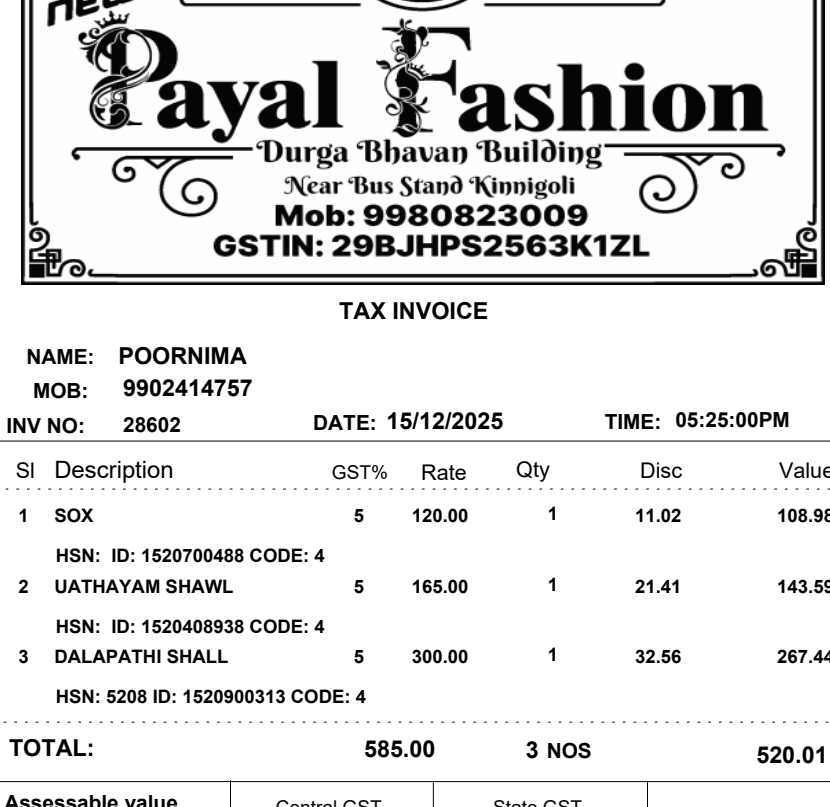 new
Payal Fashion
Durga Bhavan Building
Near Bus Stand Kinnigoli
Mob: 9980823009
GSTIN: 29BJHPS2563K1ZL
TAX INVOICE
NAME: POORNIMA
MOB: 9902414757
INV NO: 28602 DATE: 15/12/2025 TIME: 05:25:00PM
Sl Description GST% Rate Qty Disc Value
1 SOX 5 120.00 1 11.02 108.98
HSN: ID: 1520700488 CODE: 4
2 UATHAYAM SHAWL 5 165.00 1 21.41 143.59
HSN: ID: 1520408938 CODE: 4
3 DALAPATHI SHALL 5 300.00 1 32.56 267.44
HSN: 5208 ID: 1520900313 CODE: 4
TOTAL: 585.00 3 NOS 520.01
Assessable value Central GST State GST